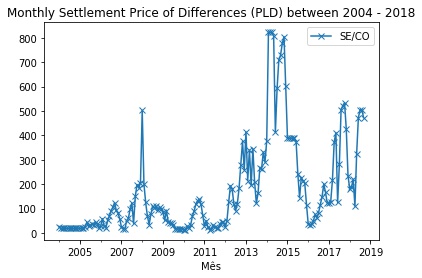 Monthly Settlement Price of Differences (PLD) between 2004 - 2018
SE/CO
800
700
600
500
400
300
200
100
0
2005 2007 2009 2011 2013 2015 2017 2019
Mês